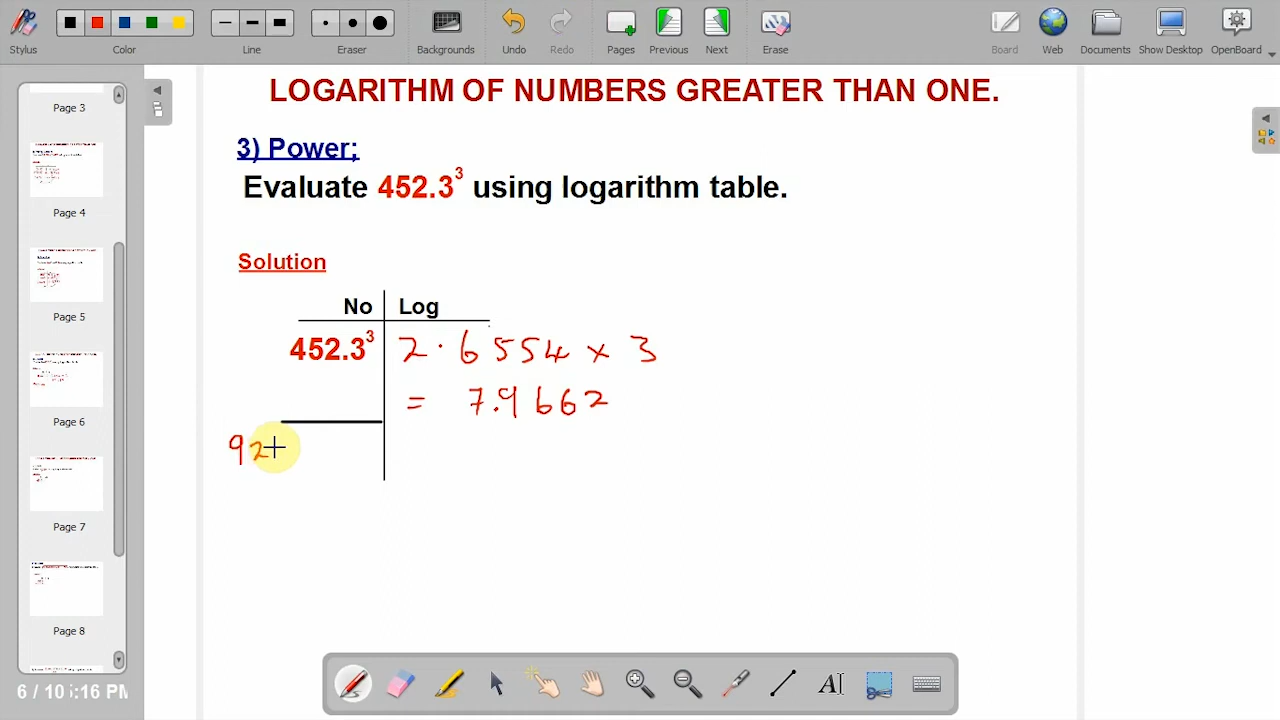 Stylus
Color
Line
Eraser
Backgrounds
Undo
Redo
Pages
Previous
Next
Erase
Board
Web
Documents
Show Desktop
OpenBoard
Page 3
Page 4
Page 5
Page 6
Page 7
Page 8
LOGARITHM OF NUMBERS GREATER THAN ONE.
3) Power;
Evaluate 452.3³ using logarithm table.
Solution
No Log
452.3³ 2.6554 × 3
= 7.9662
92